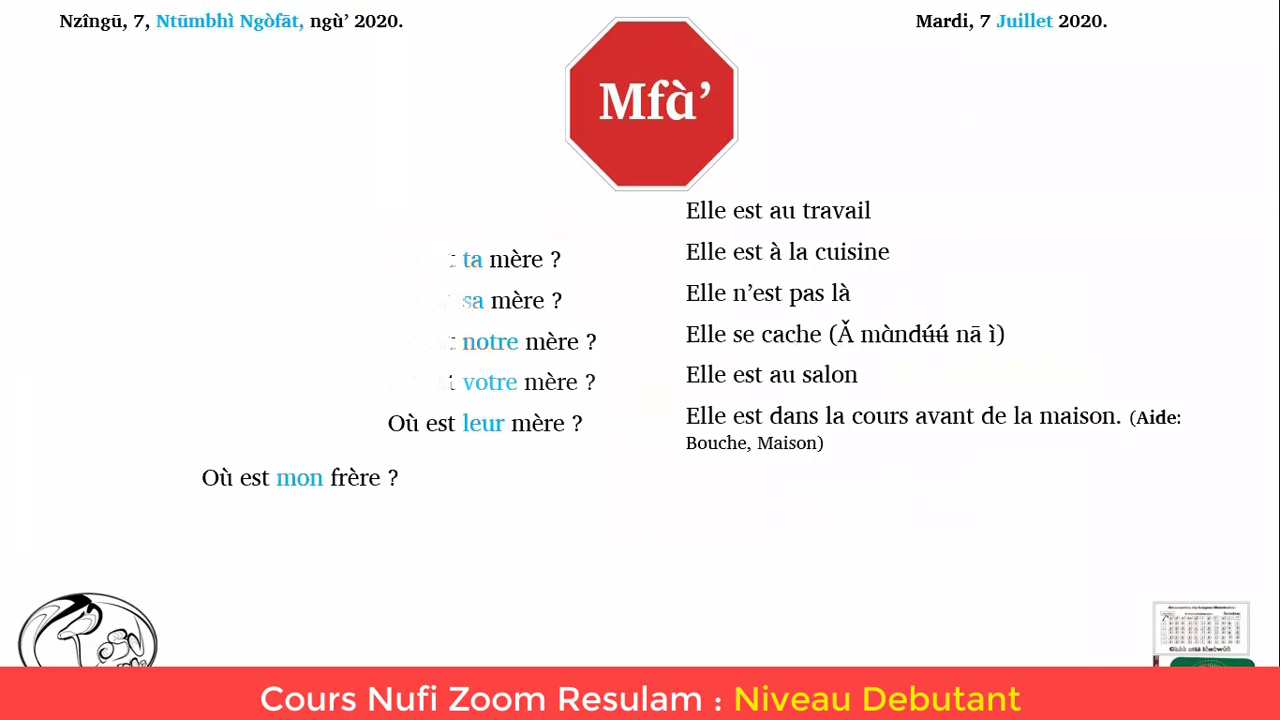 Nzîngū, 7, Ntūmbhì Ngòfāt, ngù’ 2020.
Mardi, 7 Juillet 2020.
Mfὰ’
ta mère ?
sa mère ?
notre mère ?
votre mère ?
Où est leur mère ?
Où est mon frère ?
Elle est au travail
Elle est à la cuisine
Elle n’est pas là
Elle se cache (Ǎ mὰndʉ́ʉ́ nā ì)
Elle est au salon
Elle est dans la cours avant de la maison. (Aide:
Bouche, Maison)
Cours Nufi Zoom Resulam : Niveau Debutant